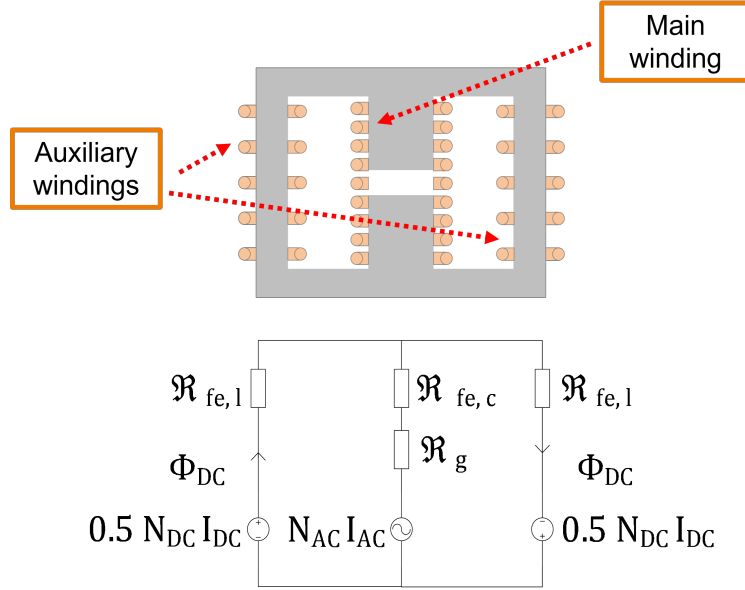 Main
winding
Auxiliary
windings
ℜ fe, l
ℜ fe, c
ℜ fe, l
ℜ g
Φ DC
Φ DC
0.5 N DC I DC
N AC I AC
0.5 N DC I DC